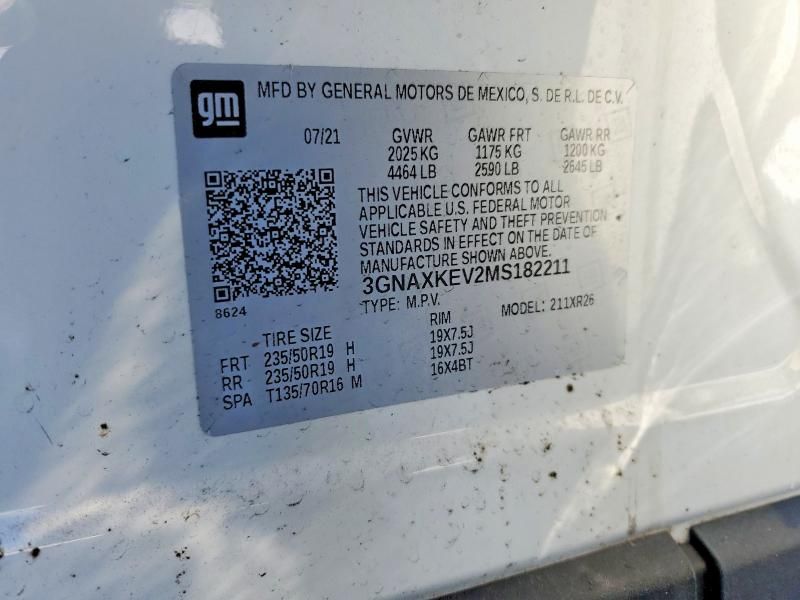 gm
MFD BY GENERAL MOTORS DE MEXICO, S. DE R.L. DE C.V.
07/21 GVWR GAWR FRT GAWR RR
2025 KG 1175 KG 1200 KG
4464 LB 2590 LB 2645 LB
THIS VEHICLE CONFORMS TO ALL
APPLICABLE U.S. FEDERAL MOTOR
VEHICLE SAFETY AND THEFT PREVENTION
STANDARDS IN EFFECT ON THE DATE OF
MANUFACTURE SHOWN ABOVE.
3GNAXKEV2MS182211
TYPE: M.P.V. MODEL: 211XR26
8624
TIRE SIZE RIM
FRT 235/50R19 H 19X7.5J
RR 235/50R19 H 19X7.5J
SPA T135/70R16 M 16X4BT